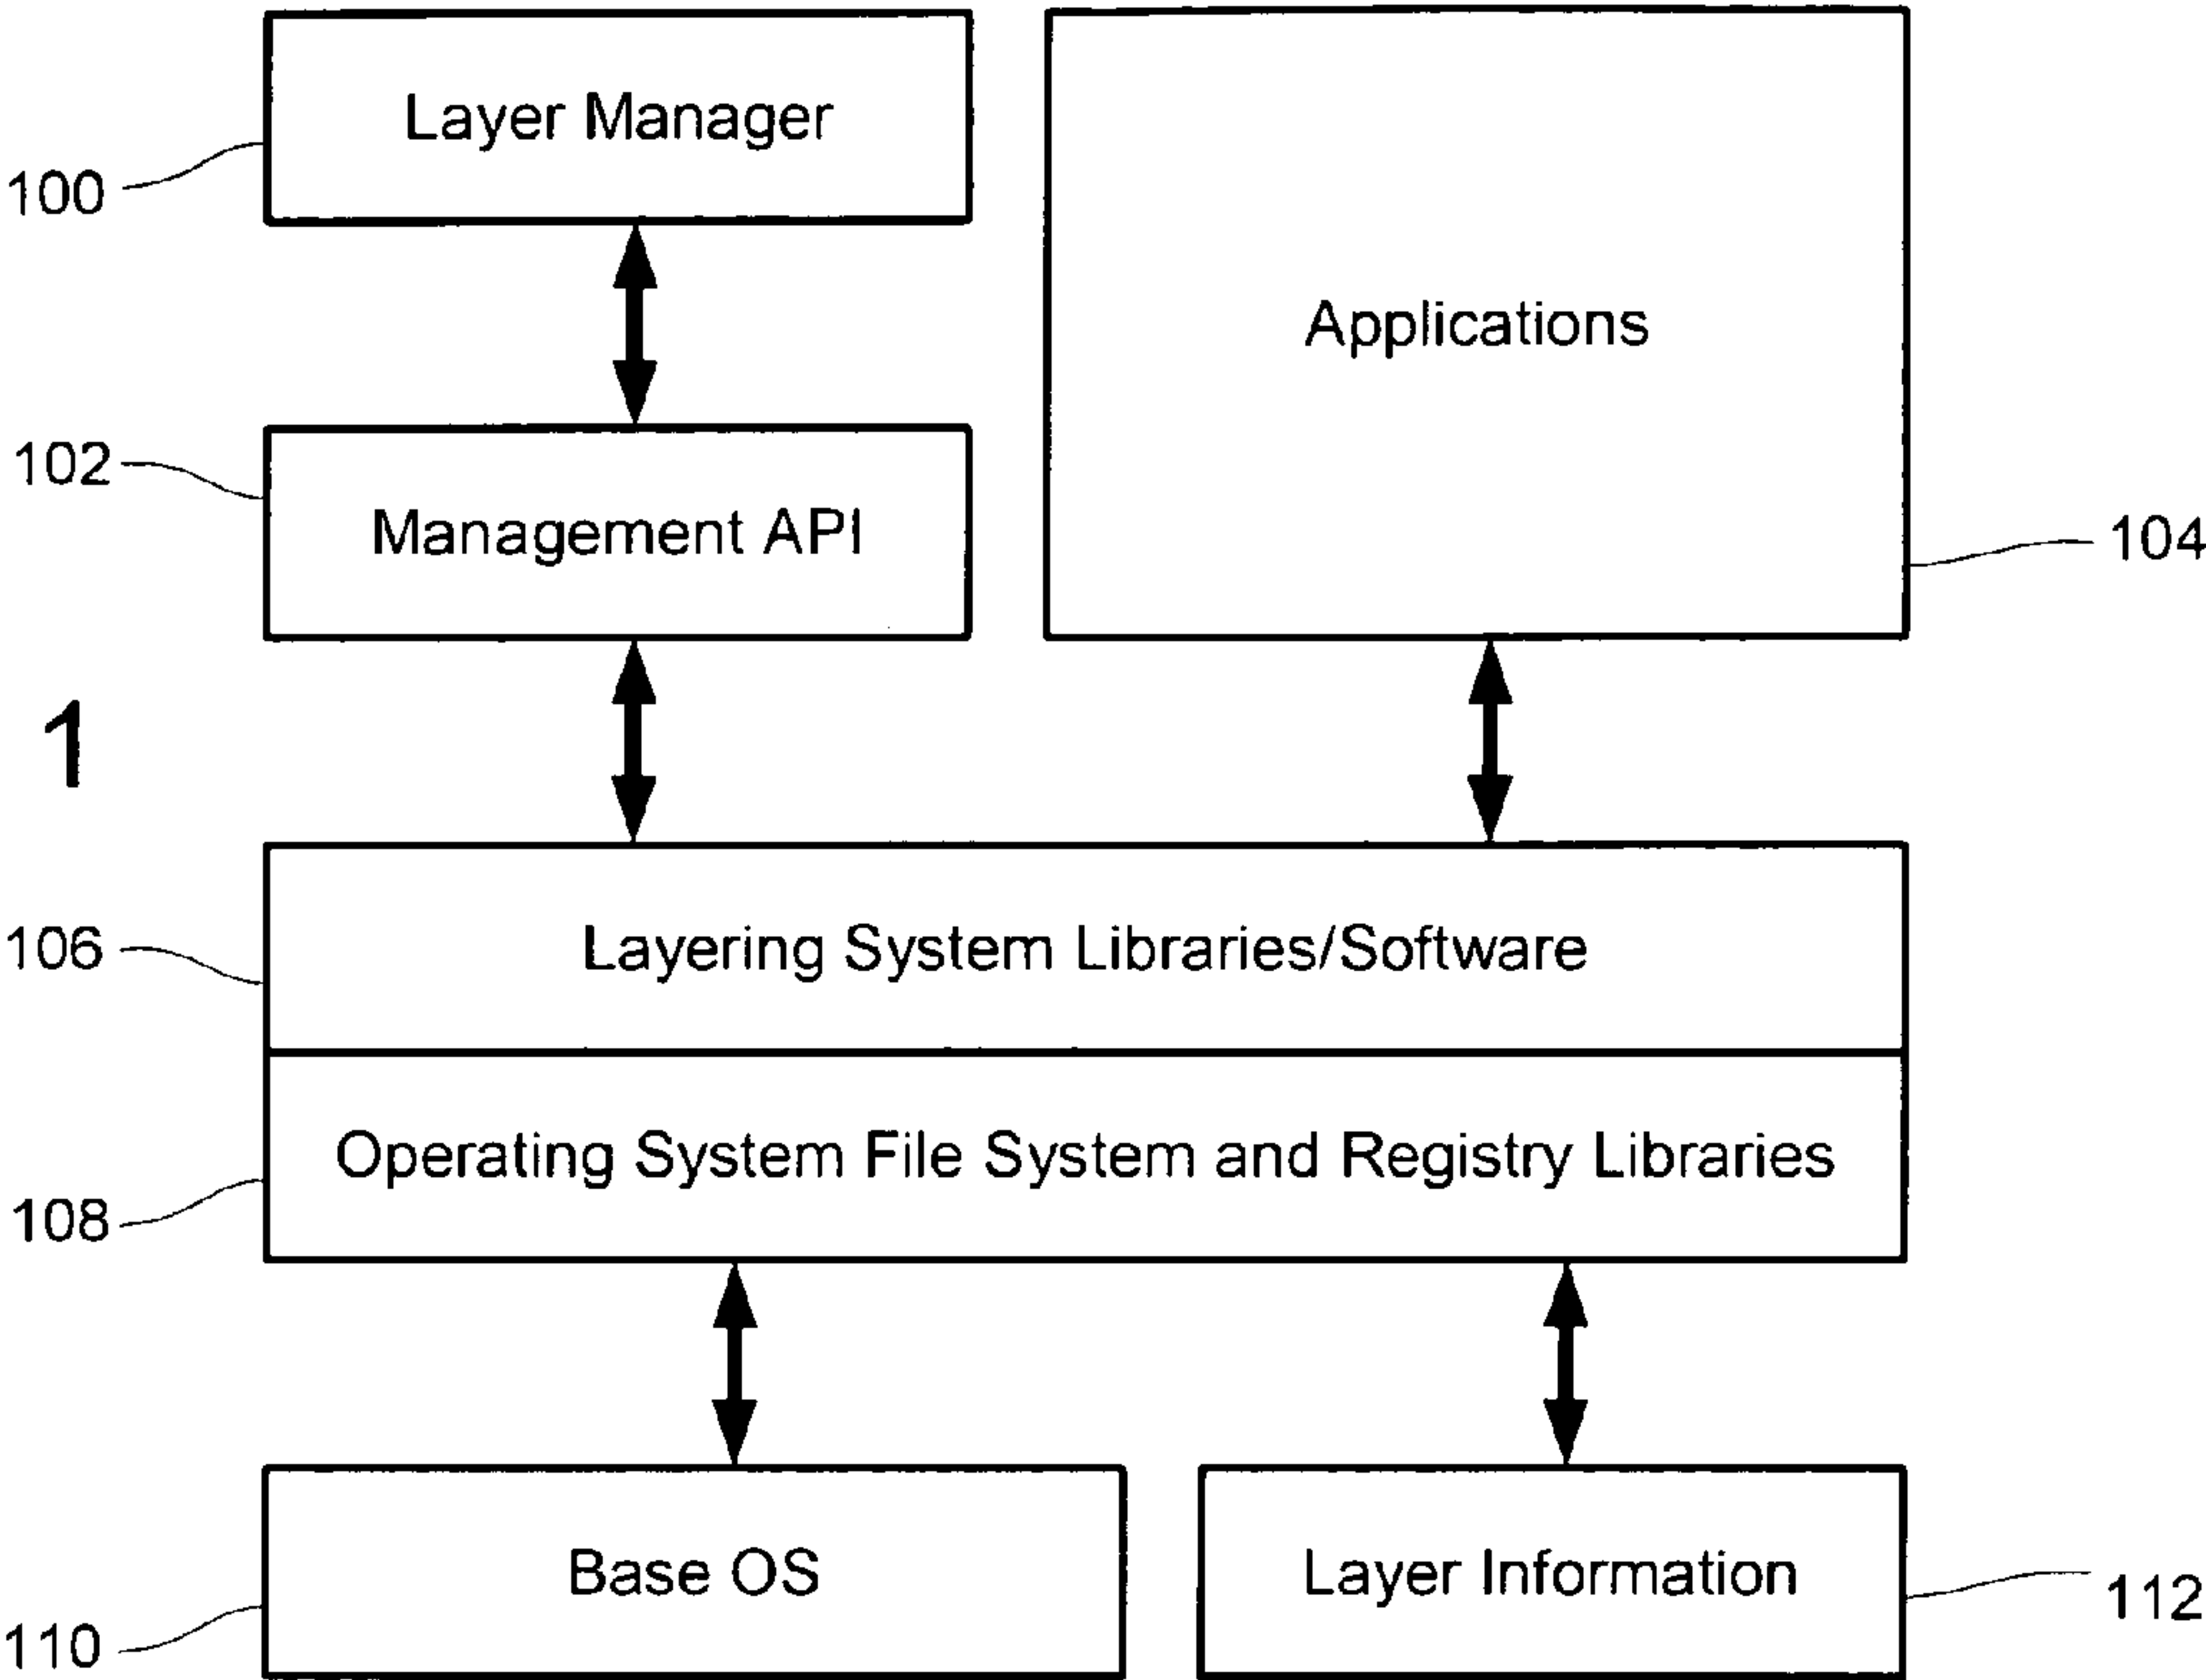 Layer Manager
100
Applications
102
Management API
104
1
106
Layering System Libraries/Software
Operating System File System and Registry Libraries
108
Base OS
Layer Information
110
112